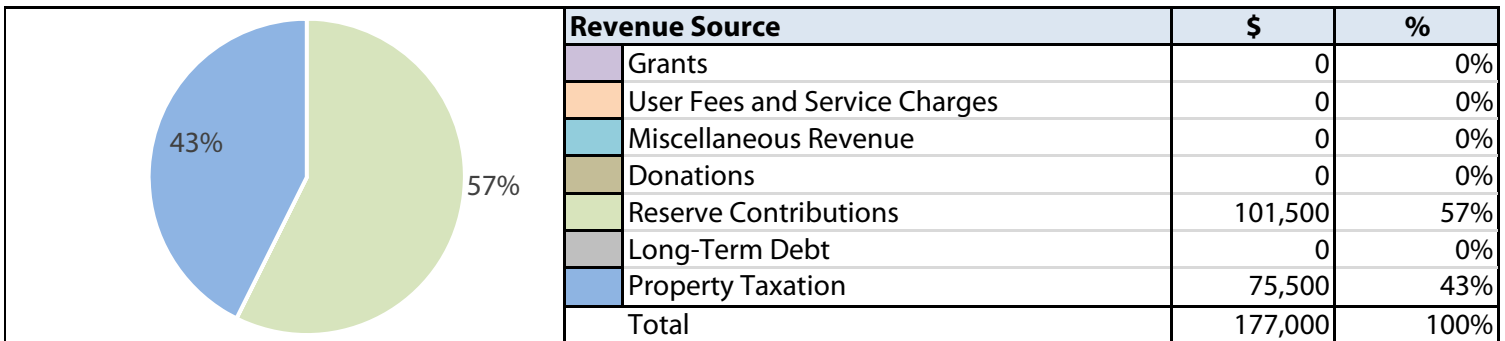 43%
57%
Revenue Source $ %
Grants 0 0%
User Fees and Service Charges 0 0%
Miscellaneous Revenue 0 0%
Donations 0 0%
Reserve Contributions 101,500 57%
Long-Term Debt 0 0%
Property Taxation 75,500 43%
Total 177,000 100%